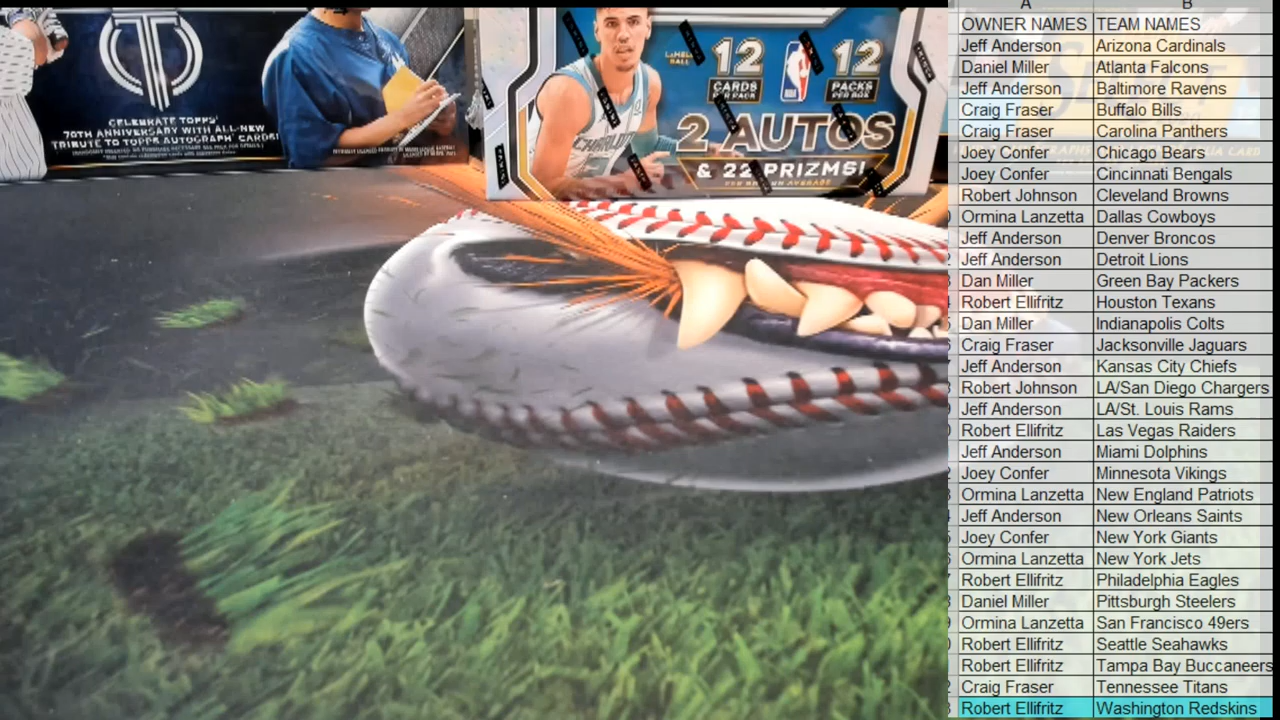 CELEBRATE TOPPS'
70TH ANNIVERSARY WITH ALL-NEW
TRIBUTE TO TOPPS AUTOGRAPH CARDS!
12
CARDS
PER PACK
NBA
12
PACKS
PER BOX
LaMELO
BALL
2 AUTOS
& 22 PRIZMS!
CHARLOTTE
A B
OWNER NAMES TEAM NAMES
Jeff Anderson Arizona Cardinals
Daniel Miller Atlanta Falcons
Jeff Anderson Baltimore Ravens
Craig Fraser Buffalo Bills
Craig Fraser Carolina Panthers
Joey Confer Chicago Bears
Joey Confer Cincinnati Bengals
Robert Johnson Cleveland Browns
Ormina Lanzetta Dallas Cowboys
Jeff Anderson Denver Broncos
Jeff Anderson Detroit Lions
Dan Miller Green Bay Packers
Robert Ellifritz Houston Texans
Dan Miller Indianapolis Colts
Craig Fraser Jacksonville Jaguars
Jeff Anderson Kansas City Chiefs
Robert Johnson LA/San Diego Chargers
Jeff Anderson LA/St. Louis Rams
Robert Ellifritz Las Vegas Raiders
Jeff Anderson Miami Dolphins
Joey Confer Minnesota Vikings
Ormina Lanzetta New England Patriots
Jeff Anderson New Orleans Saints
Joey Confer New York Giants
Ormina Lanzetta New York Jets
Robert Ellifritz Philadelphia Eagles
Daniel Miller Pittsburgh Steelers
Ormina Lanzetta San Francisco 49ers
Robert Ellifritz Seattle Seahawks
Robert Ellifritz Tampa Bay Buccaneers
Craig Fraser Tennessee Titans
Robert Ellifritz Washington Redskins